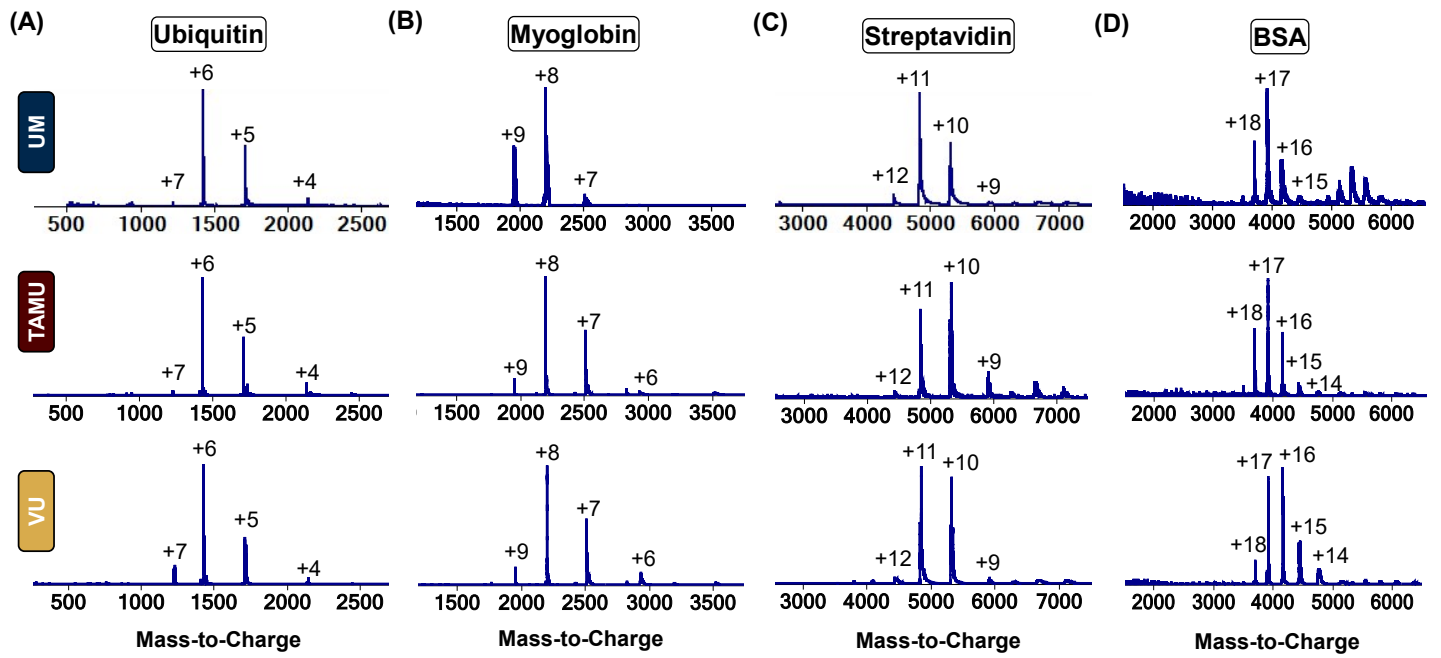 (A)
Ubiquitin
(B)
Myoglobin
(C)
Streptavidin
(D)
BSA
UM
+7
+6
+5
+4
500 1000 1500 2000 2500
+9
+8
+7
1500 2000 2500 3000 3500
+12
+11
+10
+9
3000 4000 5000 6000 7000
+18
+17
+16
+15
2000 3000 4000 5000 6000
TAMU
+7
+6
+5
+4
500 1000 1500 2000 2500
+9
+8
+7
+6
1500 2000 2500 3000 3500
+12
+11
+10
+9
3000 4000 5000 6000 7000
+18
+17
+16
+15
+14
2000 3000 4000 5000 6000
VU
+7
+6
+5
+4
500 1000 1500 2000 2500
+9
+8
+7
+6
1500 2000 2500 3000 3500
+12
+11
+10
+9
3000 4000 5000 6000 7000
+18
+17
+16
+15
+14
2000 3000 4000 5000 6000
Mass-to-Charge
Mass-to-Charge
Mass-to-Charge
Mass-to-Charge